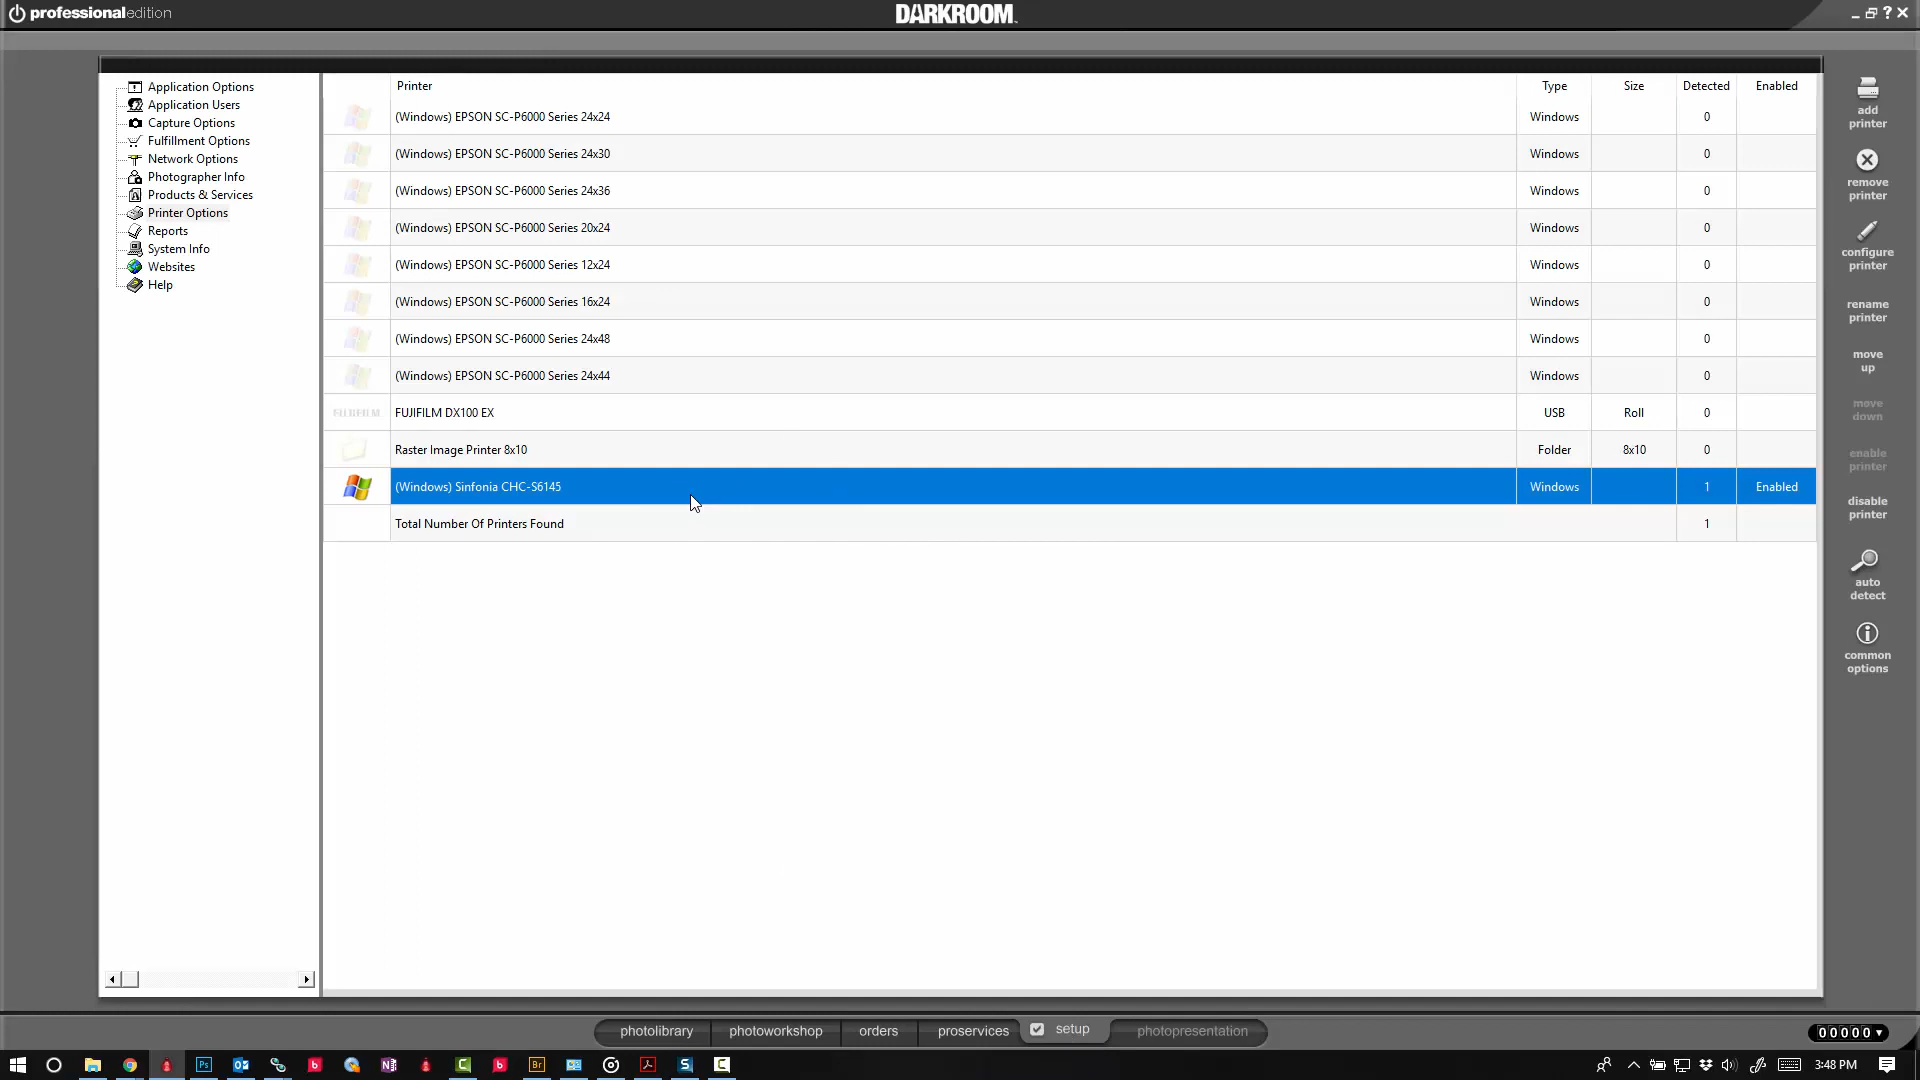 professionaledition
DARKROOM
Application Options
Application Users
Capture Options
Fulfillment Options
Network Options
Photographer Info
Products & Services
Printer Options
Reports
System Info
Websites
Help
Printer Type Size Detected Enabled
(Windows) EPSON SC-P6000 Series 24x24 Windows 0
(Windows) EPSON SC-P6000 Series 24x30 Windows 0
(Windows) EPSON SC-P6000 Series 24x36 Windows 0
(Windows) EPSON SC-P6000 Series 20x24 Windows 0
(Windows) EPSON SC-P6000 Series 12x24 Windows 0
(Windows) EPSON SC-P6000 Series 16x24 Windows 0
(Windows) EPSON SC-P6000 Series 24x48 Windows 0
(Windows) EPSON SC-P6000 Series 24x44 Windows 0
FUJIFILM FUJIFILM DX100 EX USB Roll 0
Raster Image Printer 8x10 Folder 8x10 0
(Windows) Sinfonia CHC-S6145 Windows 1 Enabled
Total Number Of Printers Found 1
add
printer
remove
printer
configure
printer
rename
printer
move
up
move
down
enable
printer
disable
printer
auto
detect
common
options
photolibrary photoworkshop orders proservices setup photopresentation
00000
3:48 PM